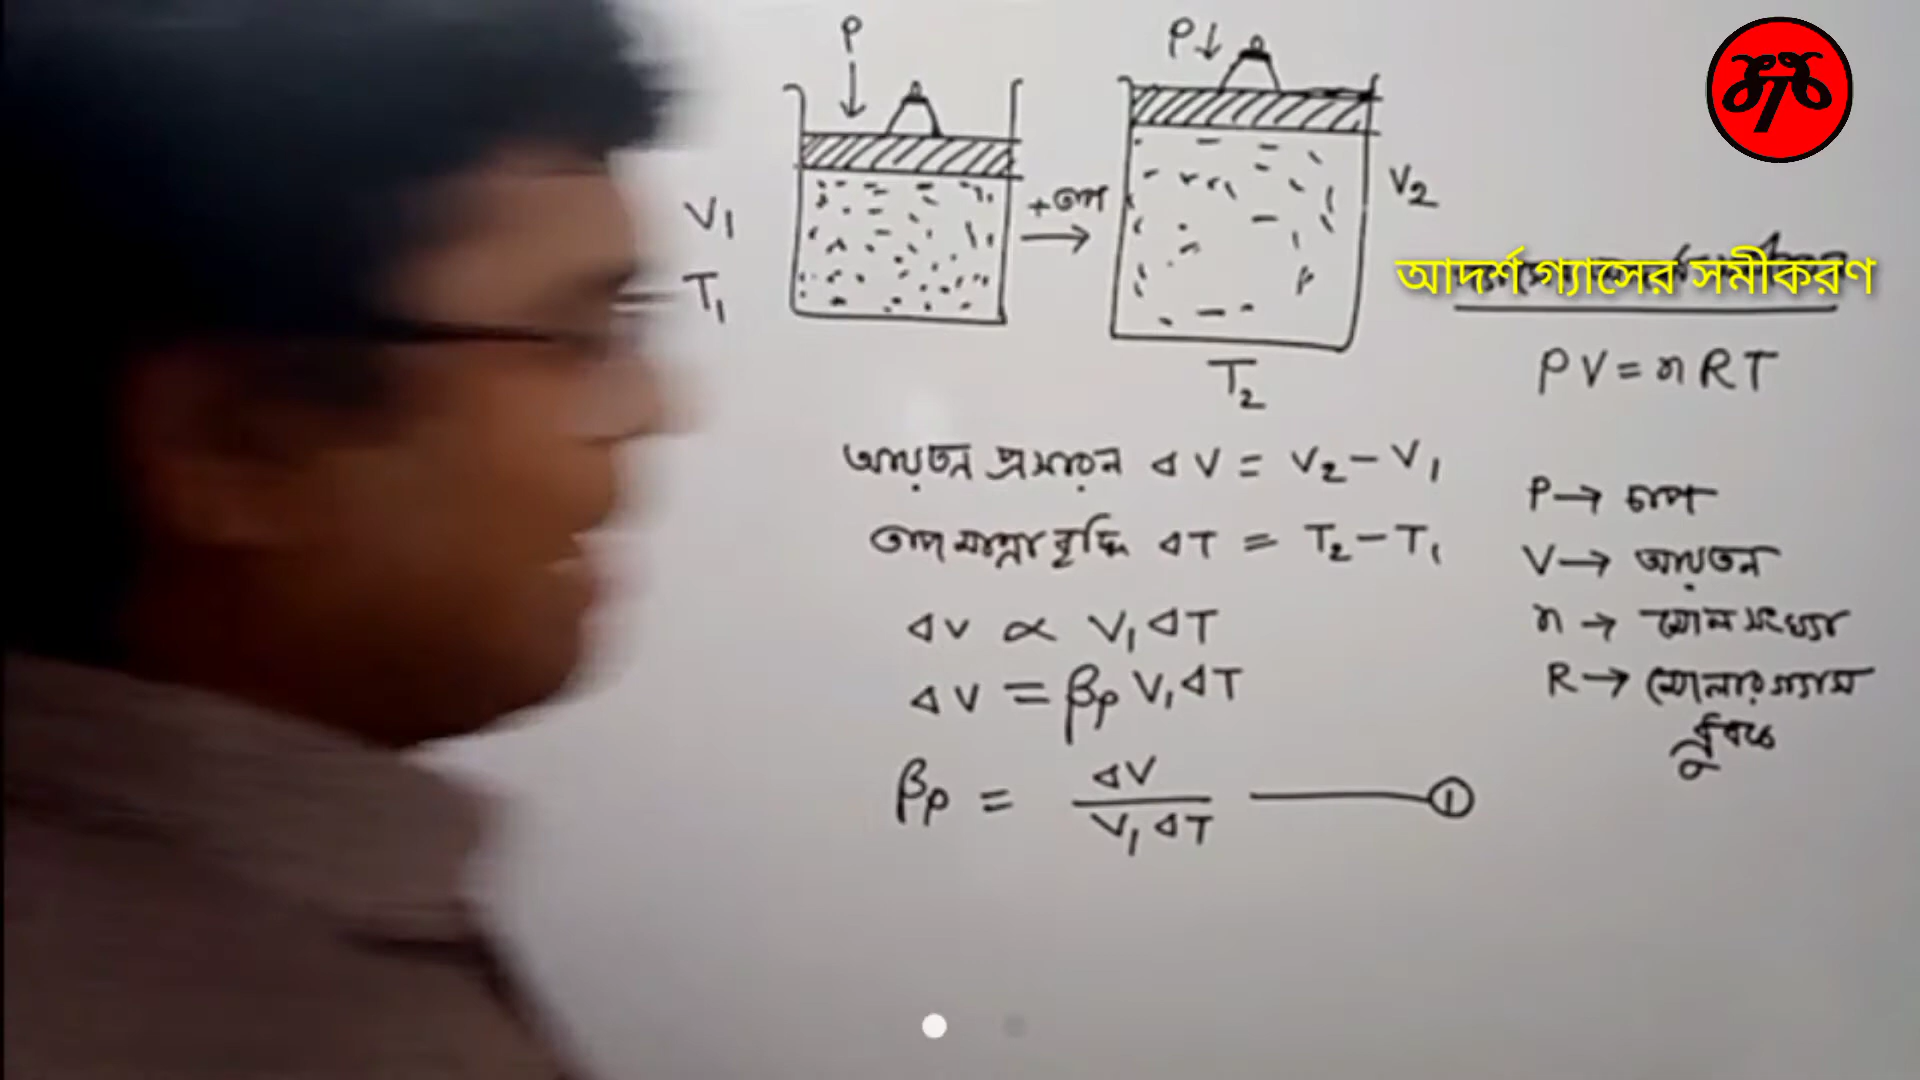 P
P↓
V₁
+তাপ
V₂
T₁
আদর্শ গ্যাসের সমীকরণ
T₂
PV = nRT
আয়তন প্রসারন ΔV = V₂ − V₁
P → চাপ
তাপমাত্রা বৃদ্ধি ΔT = T₂ − T₁
V → আয়তন
ΔV ∝ V₁ΔT
n → মোল সংখ্যা
ΔV = βₚ V₁ΔT
R → মোলার গ্যাস
ধ্রুবক
βₚ = ΔV / V₁ΔT ——— ①